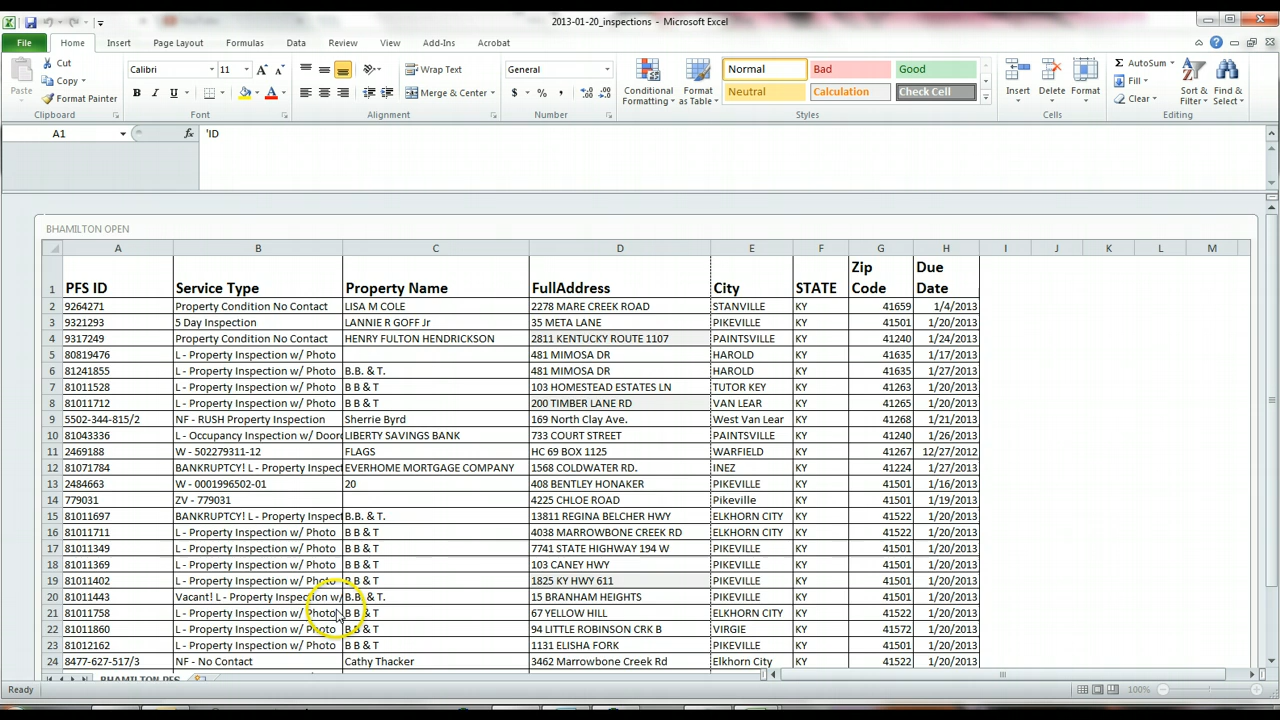 2013-01-20_inspections - Microsoft Excel
File Home Insert Page Layout Formulas Data Review View Add-Ins Acrobat
Paste Cut Copy Format Painter Clipboard
Calibri 11 B I U Font
Wrap Text Merge & Center Alignment
General $ % , Number
Conditional Formatting Format as Table Normal Bad Good Neutral Calculation Check Cell Styles
Insert Delete Format Cells
AutoSum Fill Clear Sort & Filter Find & Select Editing
A1 fx 'ID
BHAMILTON OPEN
A B C D E F G H I J K L M
1 PFS ID Service Type Property Name FullAddress City STATE Zip Code Due Date
2 9264271 Property Condition No Contact LISA M COLE 2278 MARE CREEK ROAD STANVILLE KY 41659 1/4/2013
3 9321293 5 Day Inspection LANNIE R GOFF Jr 35 META LANE PIKEVILLE KY 41501 1/20/2013
4 9317249 Property Condition No Contact HENRY FULTON HENDRICKSON 2811 KENTUCKY ROUTE 1107 PAINTSVILLE KY 41240 1/24/2013
5 80819476 L - Property Inspection w/ Photo 481 MIMOSA DR HAROLD KY 41635 1/17/2013
6 81241855 L - Property Inspection w/ Photo B.B. & T. 481 MIMOSA DR HAROLD KY 41635 1/27/2013
7 81011528 L - Property Inspection w/ Photo B B & T 103 HOMESTEAD ESTATES LN TUTOR KEY KY 41263 1/20/2013
8 81011712 L - Property Inspection w/ Photo B B & T 200 TIMBER LANE RD VAN LEAR KY 41265 1/20/2013
9 5502-344-815/2 NF - RUSH Property Inspection Sherrie Byrd 169 North Clay Ave. West Van Lear KY 41268 1/21/2013
10 81043336 L - Occupancy Inspection w/ Door LIBERTY SAVINGS BANK 733 COURT STREET PAINTSVILLE KY 41240 1/26/2013
11 2469188 W - 502279311-12 FLAGS HC 69 BOX 1125 WARFIELD KY 41267 12/27/2012
12 81071784 BANKRUPTCY! L - Property Inspect EVERHOME MORTGAGE COMPANY 1568 COLDWATER RD. INEZ KY 41224 1/27/2013
13 2484663 W - 0001996502-01 20 408 BENTLEY HONAKER PIKEVILLE KY 41501 1/16/2013
14 779031 ZV - 779031 4225 CHLOE ROAD Pikeville KY 41501 1/19/2013
15 81011697 BANKRUPTCY! L - Property Inspect B.B. & T. 13811 REGINA BELCHER HWY ELKHORN CITY KY 41522 1/20/2013
16 81011711 L - Property Inspection w/ Photo B B & T 4038 MARROWBONE CREEK RD ELKHORN CITY KY 41522 1/20/2013
17 81011349 L - Property Inspection w/ Photo B B & T 7741 STATE HIGHWAY 194 W PIKEVILLE KY 41501 1/20/2013
18 81011369 L - Property Inspection w/ Photo B B & T 103 CANEY HWY PIKEVILLE KY 41501 1/20/2013
19 81011402 L - Property Inspection w/ Photo B B & T 1825 KY HWY 611 PIKEVILLE KY 41501 1/20/2013
20 81011443 Vacant! L - Property Inspection w/ B.B. & T. 15 BRANHAM HEIGHTS PIKEVILLE KY 41501 1/20/2013
21 81011758 L - Property Inspection w/ Photo B B & T 67 YELLOW HILL ELKHORN CITY KY 41522 1/20/2013
22 81011860 L - Property Inspection w/ Photo B B & T 94 LITTLE ROBINSON CRK B VIRGIE KY 41572 1/20/2013
23 81012162 L - Property Inspection w/ Photo B B & T 1131 ELISHA FORK PIKEVILLE KY 41501 1/20/2013
24 8477-627-517/3 NF - No Contact Cathy Thacker 3462 Marrowbone Creek Rd Elkhorn City KY 41522 1/20/2013
BHAMILTON PFS
Ready 100%